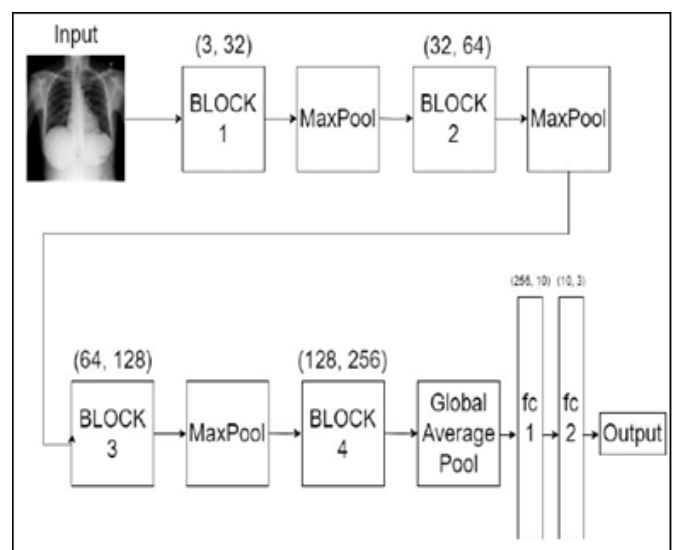 Input
(3, 32)
BLOCK
1
MaxPool
(32, 64)
BLOCK
2
MaxPool
(64, 128)
BLOCK
3
MaxPool
(128, 256)
BLOCK
4
Global
Average
Pool
(256, 10)
fc
1
(10, 3)
fc
2
Output